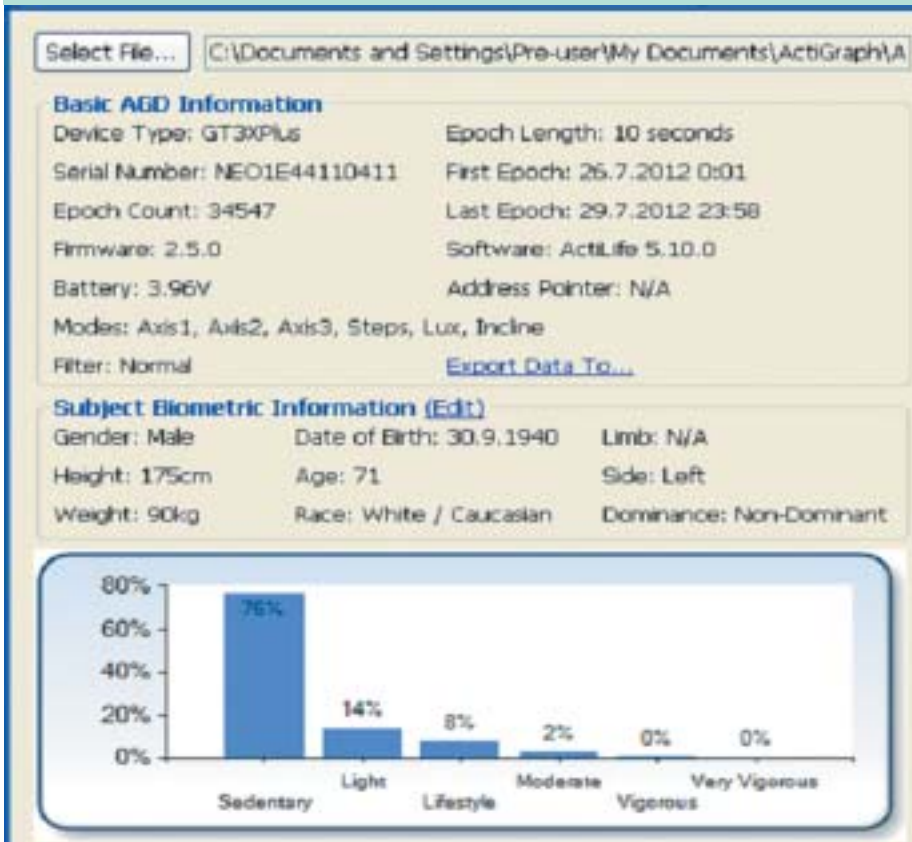 Select File... C:\Documents and Settings\Pre-user\My Documents\ActiGraph\A
Basic AGD Information
Device Type: GT3XPlus Epoch Length: 10 seconds
Serial Number: NEO1E44110411 First Epoch: 26.7.2012 0:01
Epoch Count: 34547 Last Epoch: 29.7.2012 23:58
Firmware: 2.5.0 Software: ActiLife 5.10.0
Battery: 3.96V Address Pointer: N/A
Modes: Axis1, Axis2, Axis3, Steps, Lux, Incline
Filter: Normal Export Data To...
Subject Biometric Information (Edit)
Gender: Male Date of Birth: 30.9.1940 Limb: N/A
Height: 175cm Age: 71 Side: Left
Weight: 90kg Race: White / Caucasian Dominance: Non-Dominant
80%
76%
60%
40%
20%
14% 8% 2% 0% 0%
0%
Light Moderate Very Vigorous
Sedentary Lifestyle Vigorous